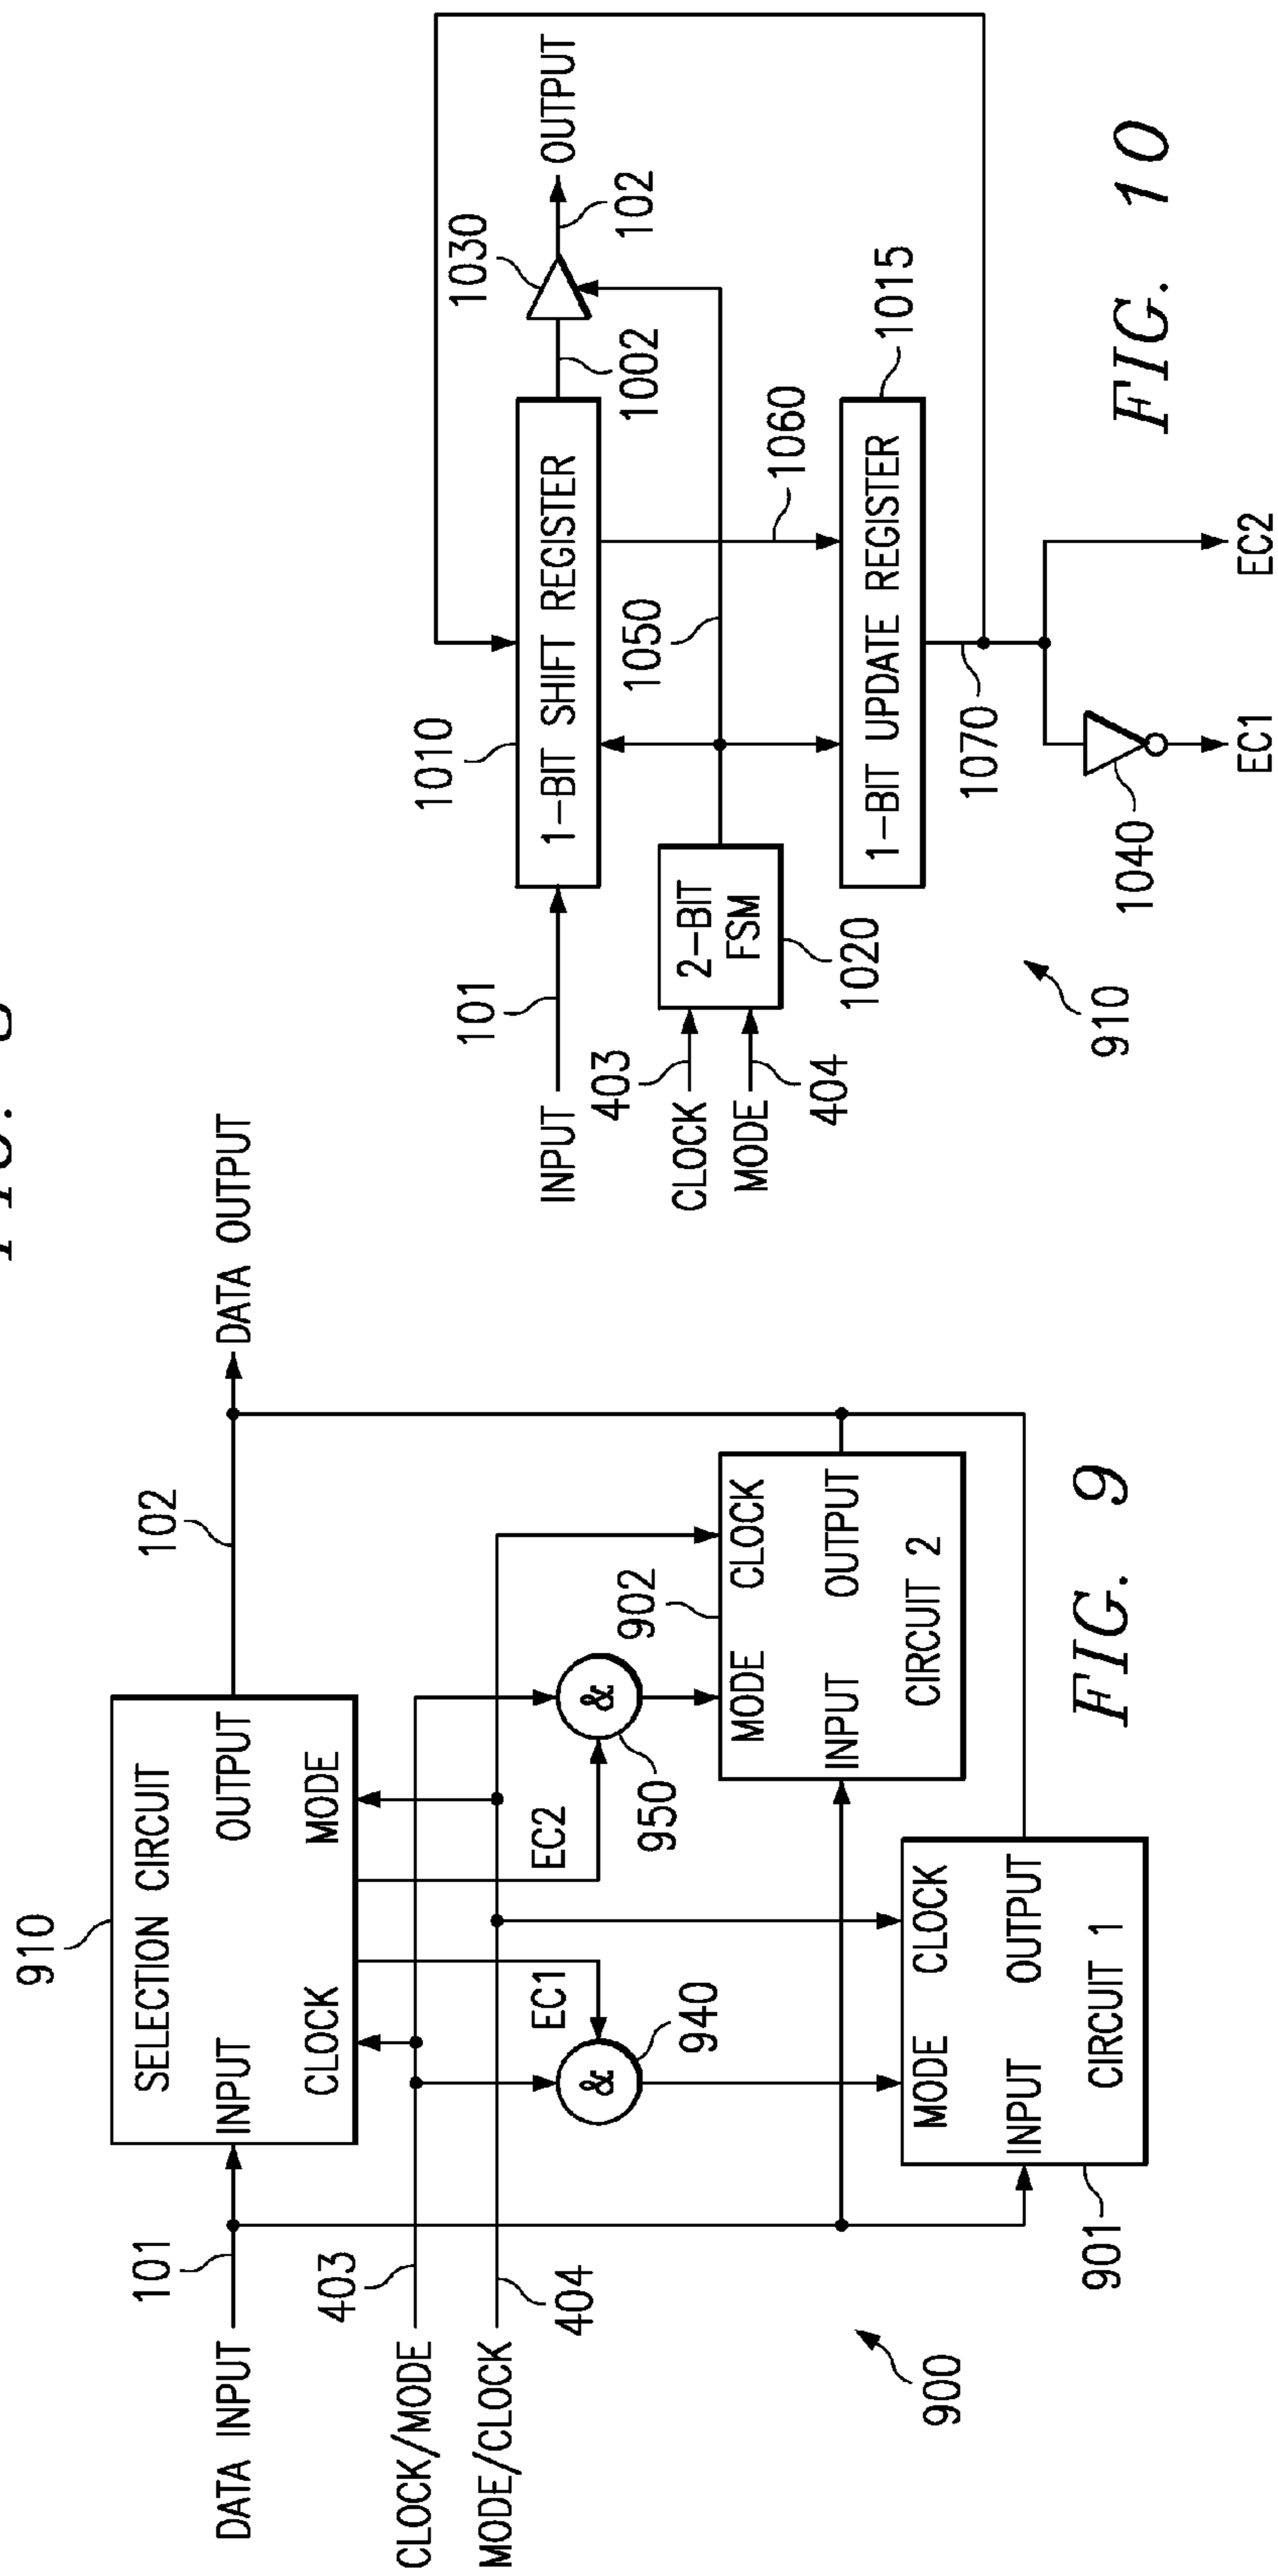 910
SELECTION CIRCUIT
INPUT
OUTPUT
CLOCK
MODE
101
102
DATA INPUT
DATA OUTPUT
403
CLOCK/MODE
MODE/CLOCK
404
EC1
EC2
&
&
940
950
902
MODE
CLOCK
INPUT
OUTPUT
CIRCUIT 2
MODE
CLOCK
INPUT
OUTPUT
CIRCUIT 1
901
900
FIG. 9
1010
1030
101
INPUT
1-BIT SHIFT REGISTER
OUTPUT
1002
102
403
CLOCK
MODE
404
2-BIT
FSM
1020
1050
1060
1-BIT UPDATE REGISTER
1015
1070
1040
EC1
EC2
910
FIG. 10